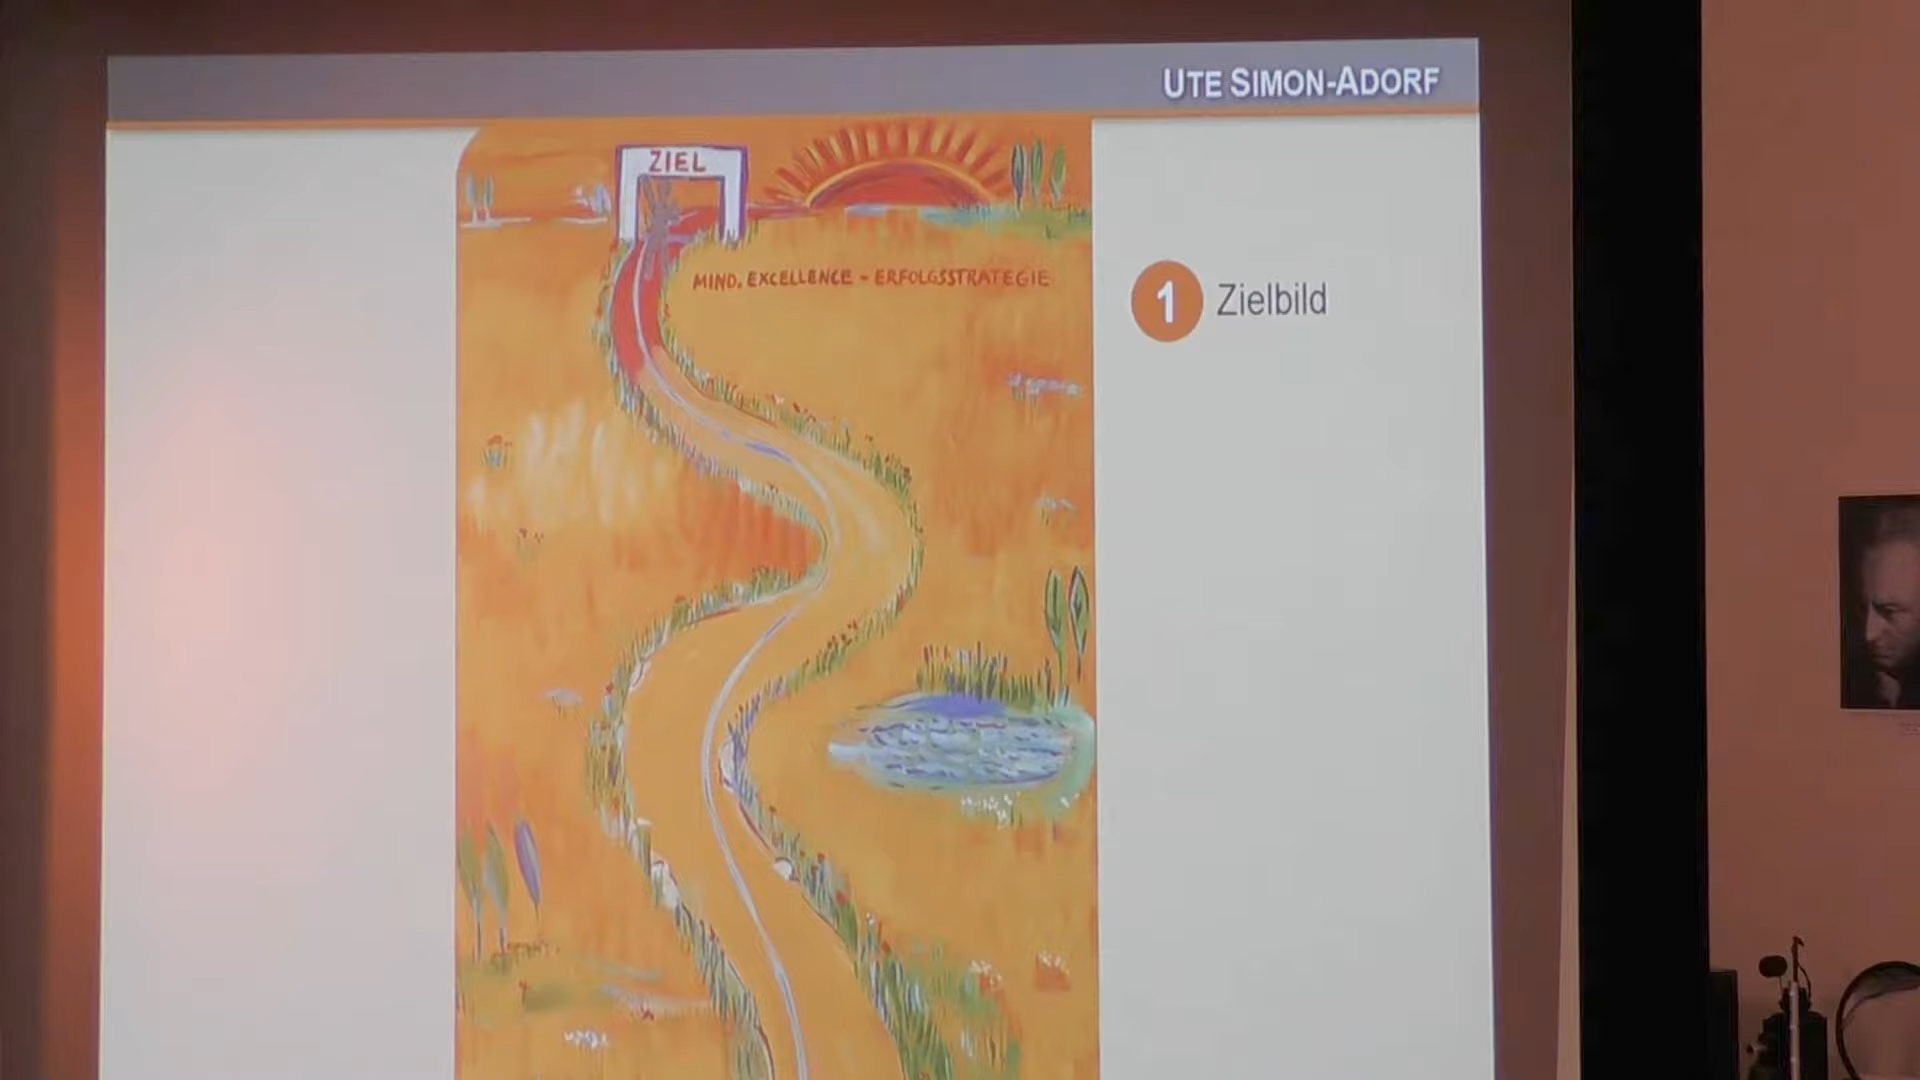 UTE SIMON-ADORF
ZIEL
MIND. EXCELLENCE - ERFOLGSSTRATEGIE
1 Zielbild